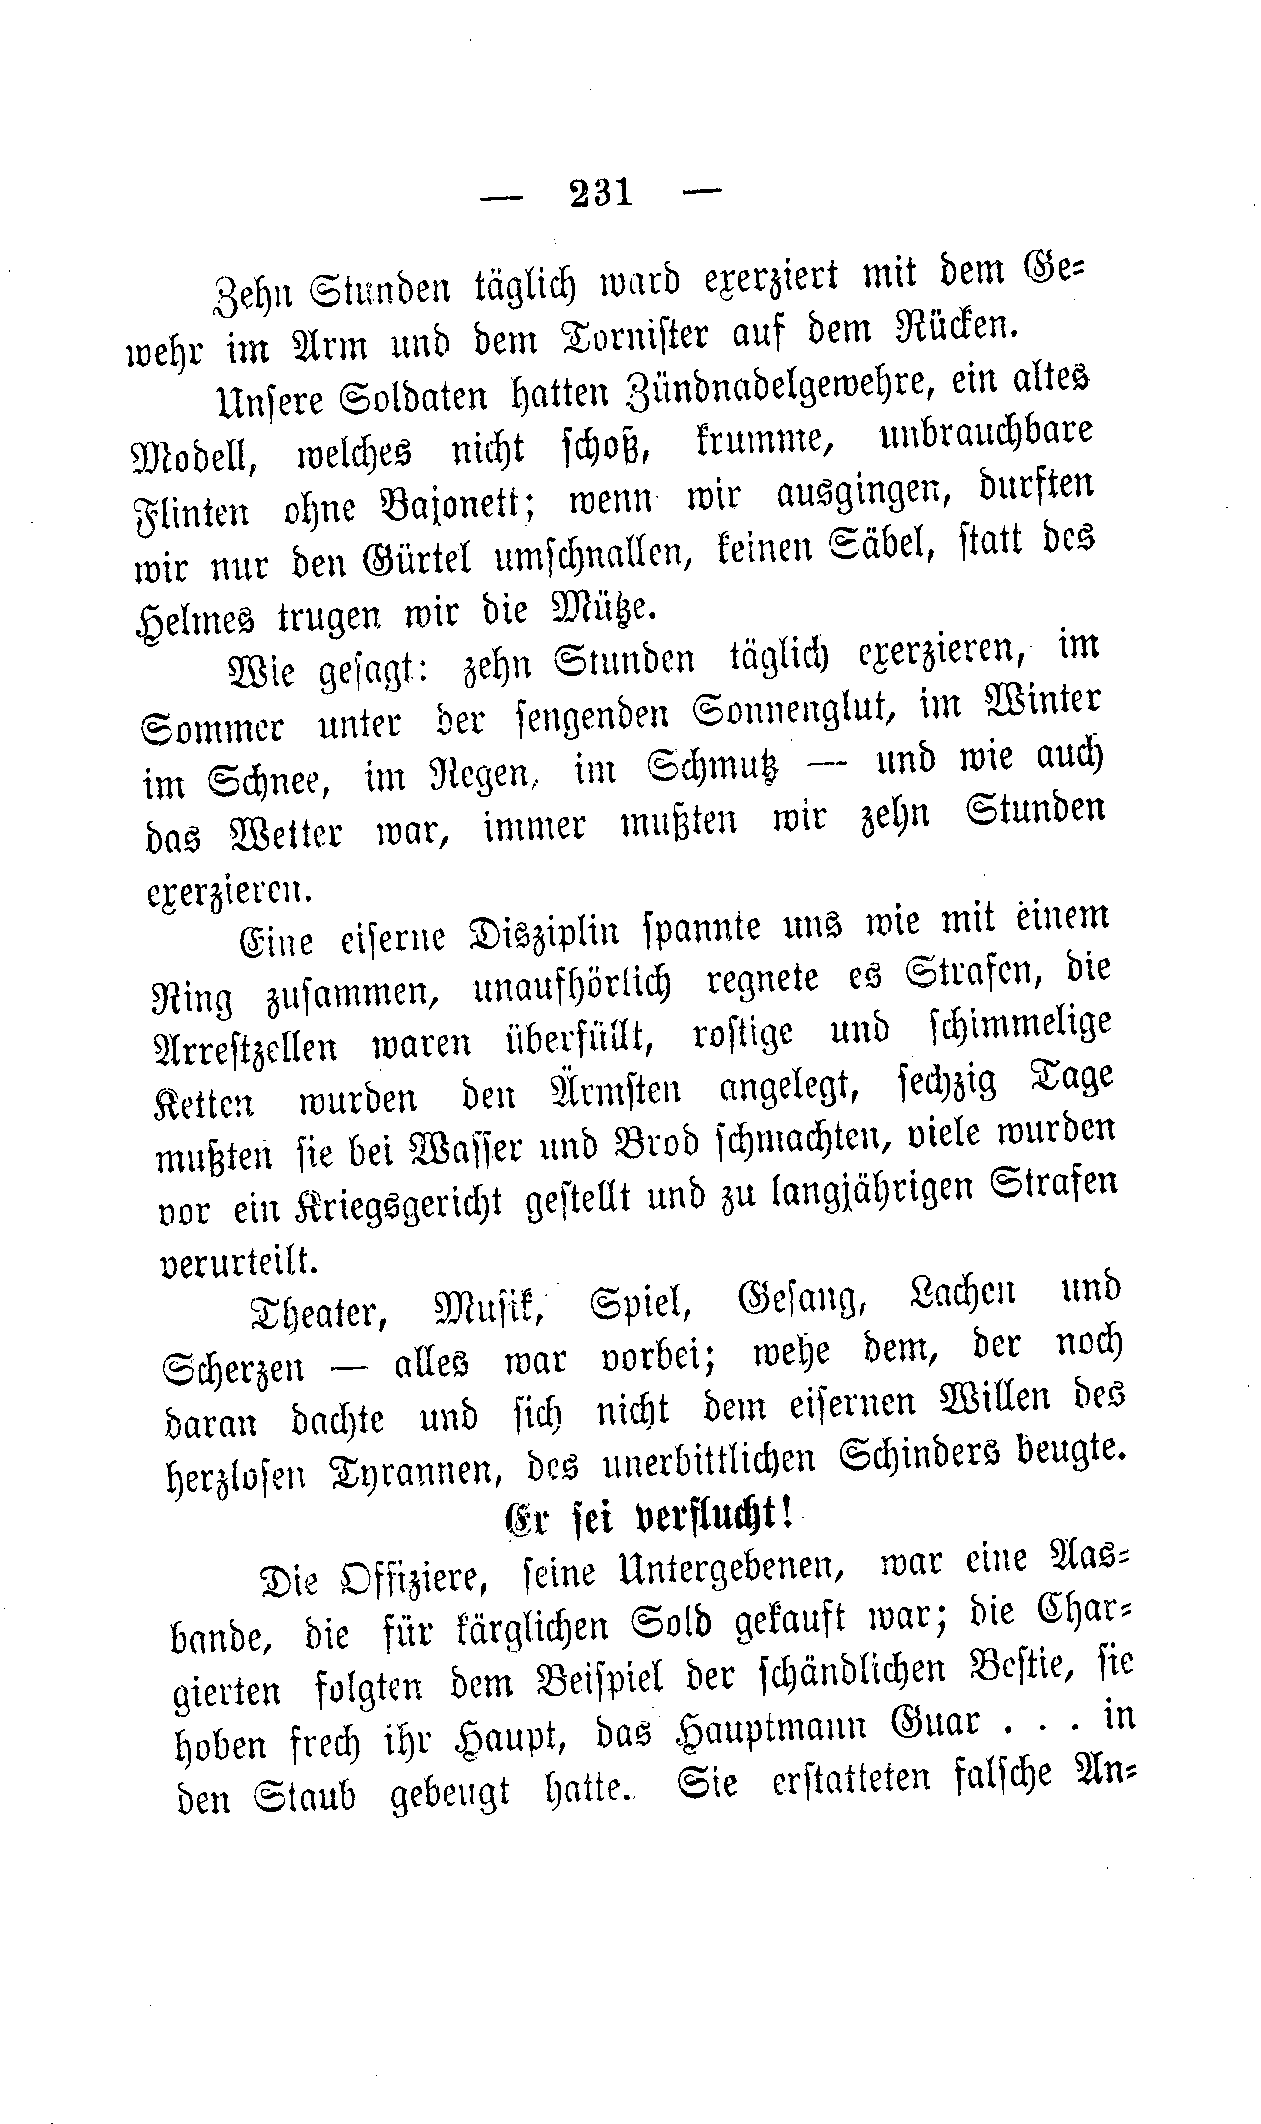 — 231 —
Zehn Stunden täglich ward exerziert mit dem Ge-
wehr im Arm und dem Tornister auf dem Rücken.
Unsere Soldaten hatten Zündnadelgewehre, ein altes
Modell, welches nicht schoß, krumme, unbrauchbare
Flinten ohne Bajonett; wenn wir ausgingen, durften
wir nur den Gürtel umschnallen, keinen Säbel, statt des
Helmes trugen wir die Mütze.
Wie gesagt: zehn Stunden täglich exerzieren, im
Sommer unter der sengenden Sonnenglut, im Winter
im Schnee, im Regen, im Schmutz — und wie auch
das Wetter war, immer mußten wir zehn Stunden
exerzieren.
Eine eiserne Disziplin spannte uns wie mit einem
Ring zusammen, unaufhörlich regnete es Strafen, die
Arrestzellen waren überfüllt, rostige und schimmelige
Ketten wurden den Ärmsten angelegt, sechzig Tage
mußten sie bei Wasser und Brod schmachten, viele wurden
vor ein Kriegsgericht gestellt und zu langjährigen Strafen
verurteilt.
Theater, Musik, Spiel, Gesang, Lachen und
Scherzen — alles war vorbei; wehe dem, der noch
daran dachte und sich nicht dem eisernen Willen des
herzlosen Tyrannen, des unerbittlichen Schinders beugte.
Er sei verflucht!
Die Offiziere, seine Untergebenen, war eine Aas-
bande, die für kärglichen Sold gekauft war; die Char-
gierten folgten dem Beispiel der schändlichen Bestie, sie
hoben frech ihr Haupt, das Hauptmann Guar . . . in
den Staub gebeugt hatte. Sie erstatteten falsche An-